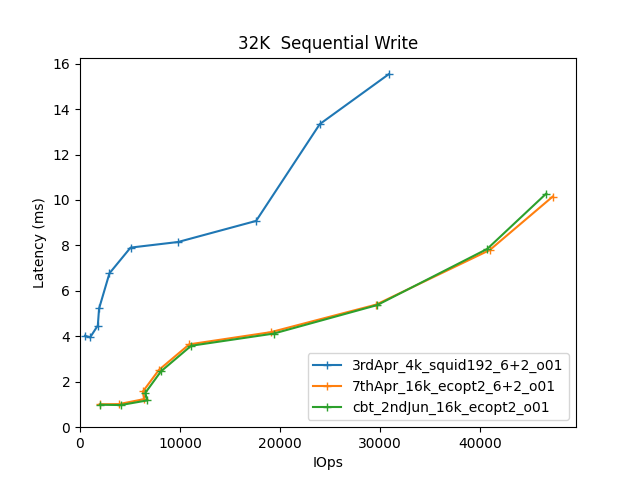 32K  Sequential Write
16
14
12
10
8
6
4
2
0
Latency (ms)
0
10000
20000
30000
40000
IOps
3rdApr_4k_squid192_6+2_o01
7thApr_16k_ecopt2_6+2_o01
cbt_2ndJun_16k_ecopt2_o01